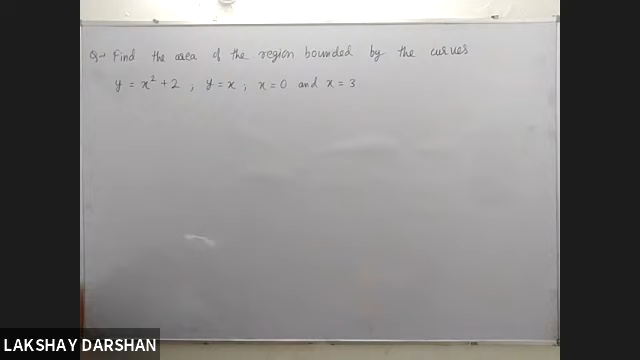 Q→ Find the area of the region bounded by the curves
y = x² + 2 ; y = x ; x = 0 and x = 3
LAKSHAY DARSHAN